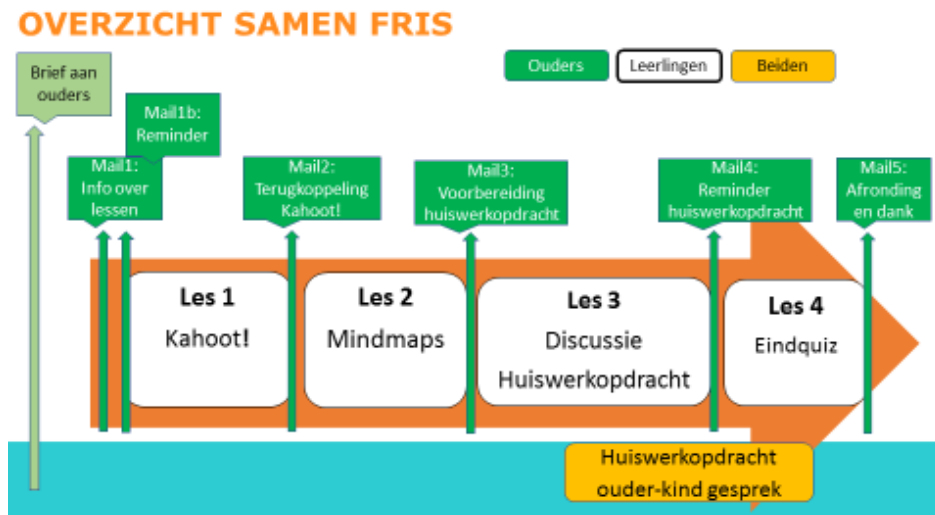 OVERZICHT SAMEN FRIS
Ouders
Leerlingen
Beiden
Brief aan
ouders
Mail1b:
Reminder
Mail1:
Info over
lessen
Mail2:
Terugkoppeling
Kahoot!
Mail3:
Voorbereiding
huiswerkopdracht
Mail4:
Reminder
huiswerkopdracht
Mail5:
Afronding
en dank
Les 1
Kahoot!
Les 2
Mindmaps
Les 3
Discussie
Huiswerkopdracht
Les 4
Eindquiz
Huiswerkopdracht
ouder-kind gesprek